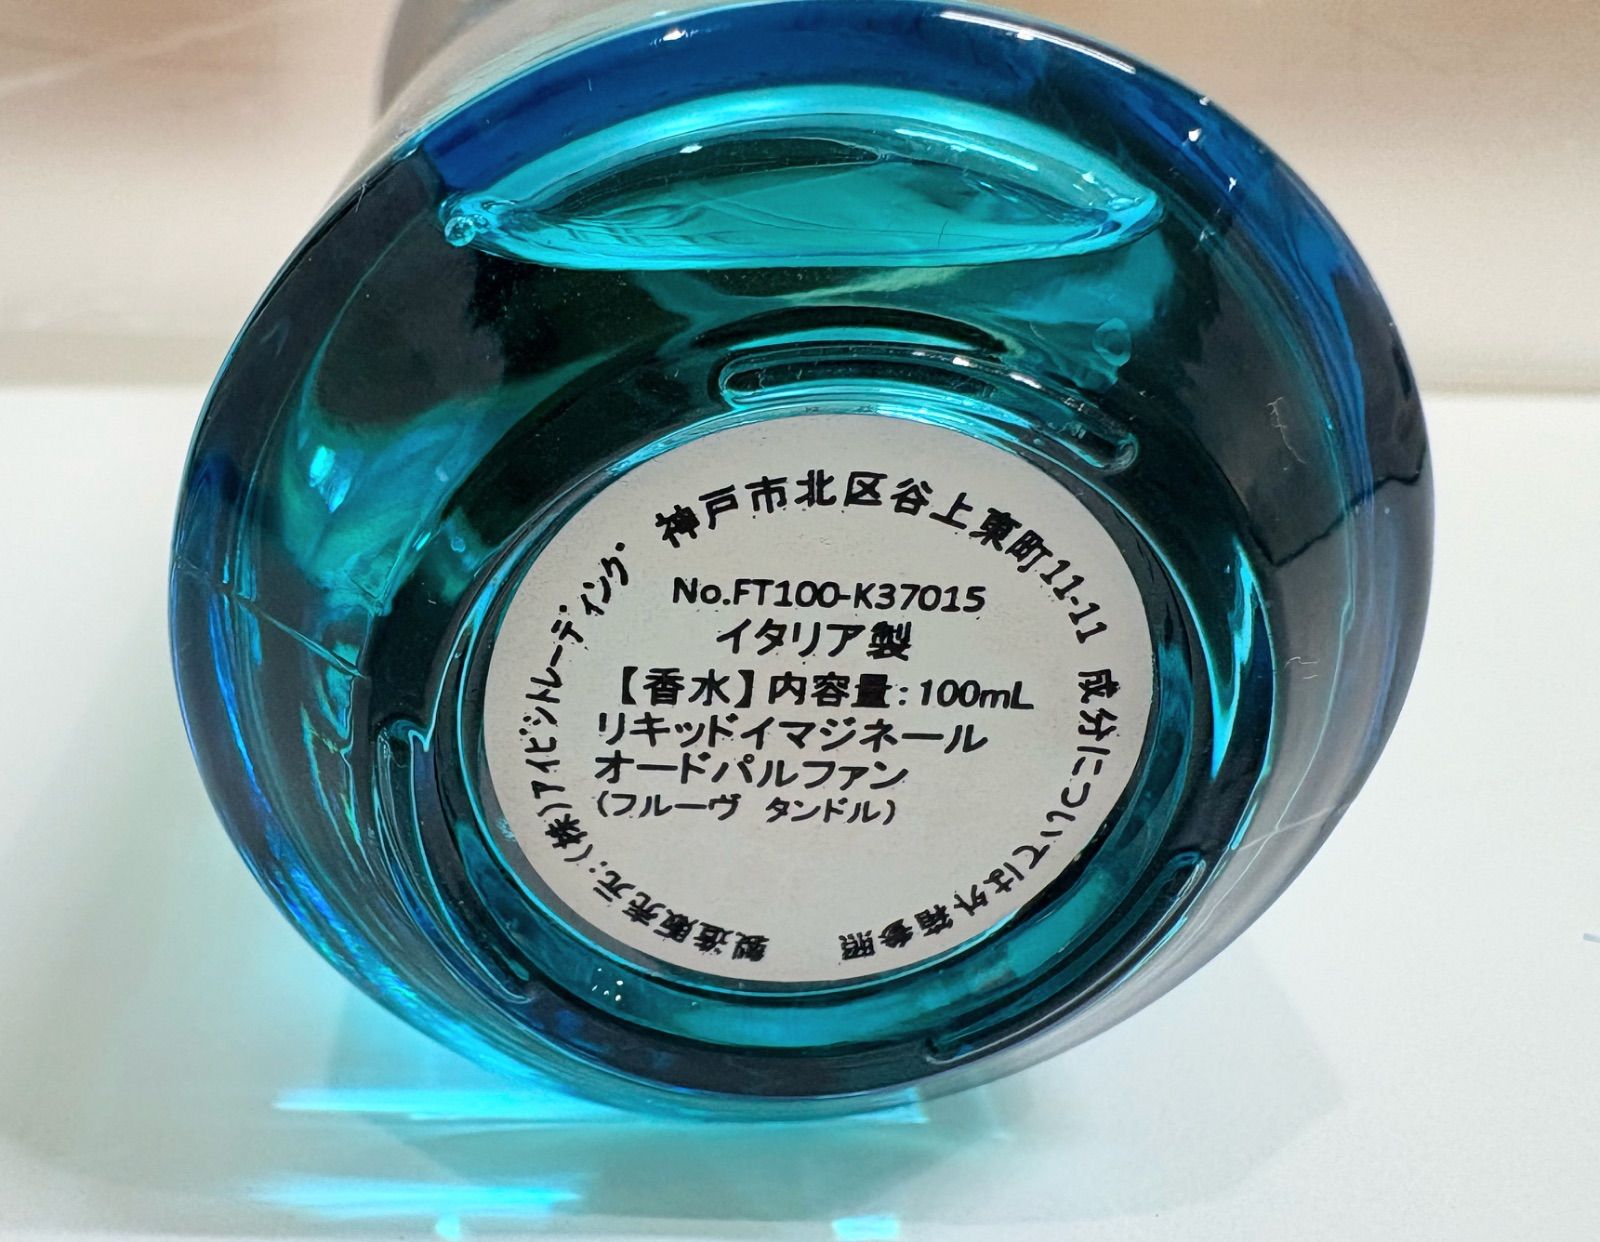 製造販売元:(株)アイビシトレーディング 神戸市北区谷上東町11-11 成分については外箱参照
No.FT100-K37015
イタリア製
【香水】内容量:100mL
リキッドイマジネール
オードパルファン
(フルーヴ タンドル)